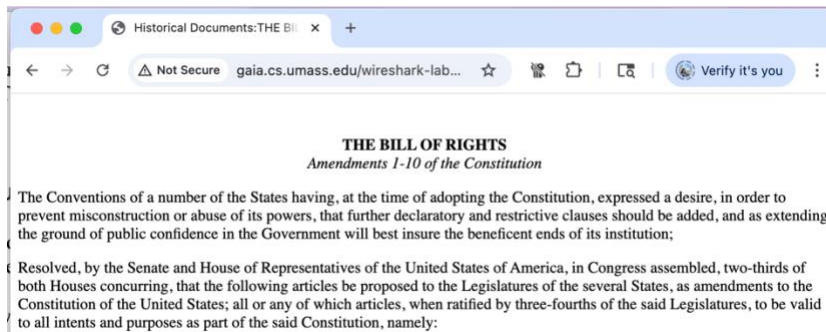 Historical Documents:THE BI
Not Secure gaia.cs.umass.edu/wireshark-lab... Verify it's you
THE BILL OF RIGHTS
Amendments 1-10 of the Constitution
The Conventions of a number of the States having, at the time of adopting the Constitution, expressed a desire, in order to
prevent misconstruction or abuse of its powers, that further declaratory and restrictive clauses should be added, and as extending
the ground of public confidence in the Government will best insure the beneficent ends of its institution;
Resolved, by the Senate and House of Representatives of the United States of America, in Congress assembled, two-thirds of
both Houses concurring, that the following articles be proposed to the Legislatures of the several States, as amendments to the
Constitution of the United States; all or any of which articles, when ratified by three-fourths of the said Legislatures, to be valid
to all intents and purposes as part of the said Constitution, namely: